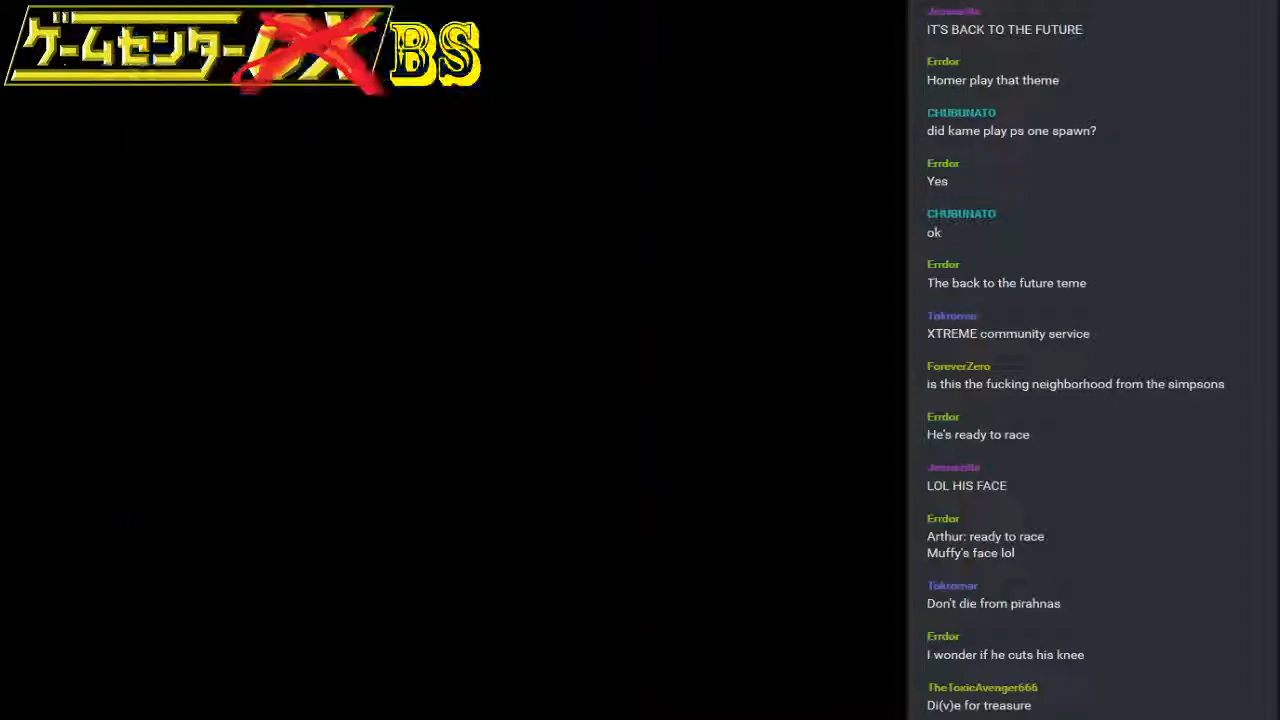 ゲームセンターDX BS
IT'S BACK TO THE FUTURE
Errdor
Homer play that theme
CHUBUNATO
did kame play ps one spawn?
Errdor
Yes
CHUBUNATO
ok
Errdor
The back to the future teme
Tokromar
XTREME community service
ForeverZero
is this the fucking neighborhood from the simpsons
Errdor
He's ready to race
LOL HIS FACE
Errdor
Arthur: ready to race
Muffy's face lol
Tokromar
Don't die from pirahnas
Errdor
I wonder if he cuts his knee
TheToxicAvenger666
Di(v)e for treasure